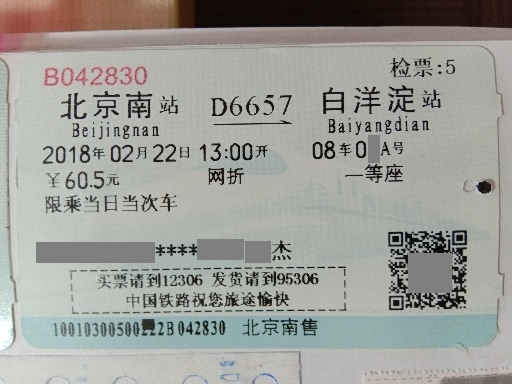 B042830 检票:5
北京南站 D6657 白洋淀站
Beijingnan Baiyangdian
2018年02月22日 13:00开 08车0 A号
￥60.5元 网折 一等座
限乘当日当次车
**** 杰
买票请到12306 发货请到95306
中国铁路祝您旅途愉快
10010300500 22B042830 北京南售